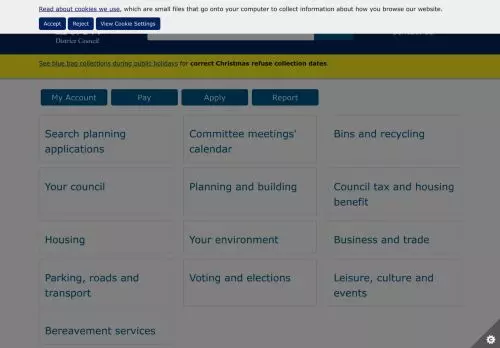 Read about cookies we use, which are small files that go onto your computer to collect information about how you browse our website.
Accept Reject View Cookie Settings
District Council
See blue bag collections during public holidays for correct Christmas refuse collection dates.
My Account Pay Apply Report
Search planning applications
Committee meetings' calendar
Bins and recycling
Your council
Planning and building
Council tax and housing benefit
Housing
Your environment
Business and trade
Parking, roads and transport
Voting and elections
Leisure, culture and events
Bereavement services